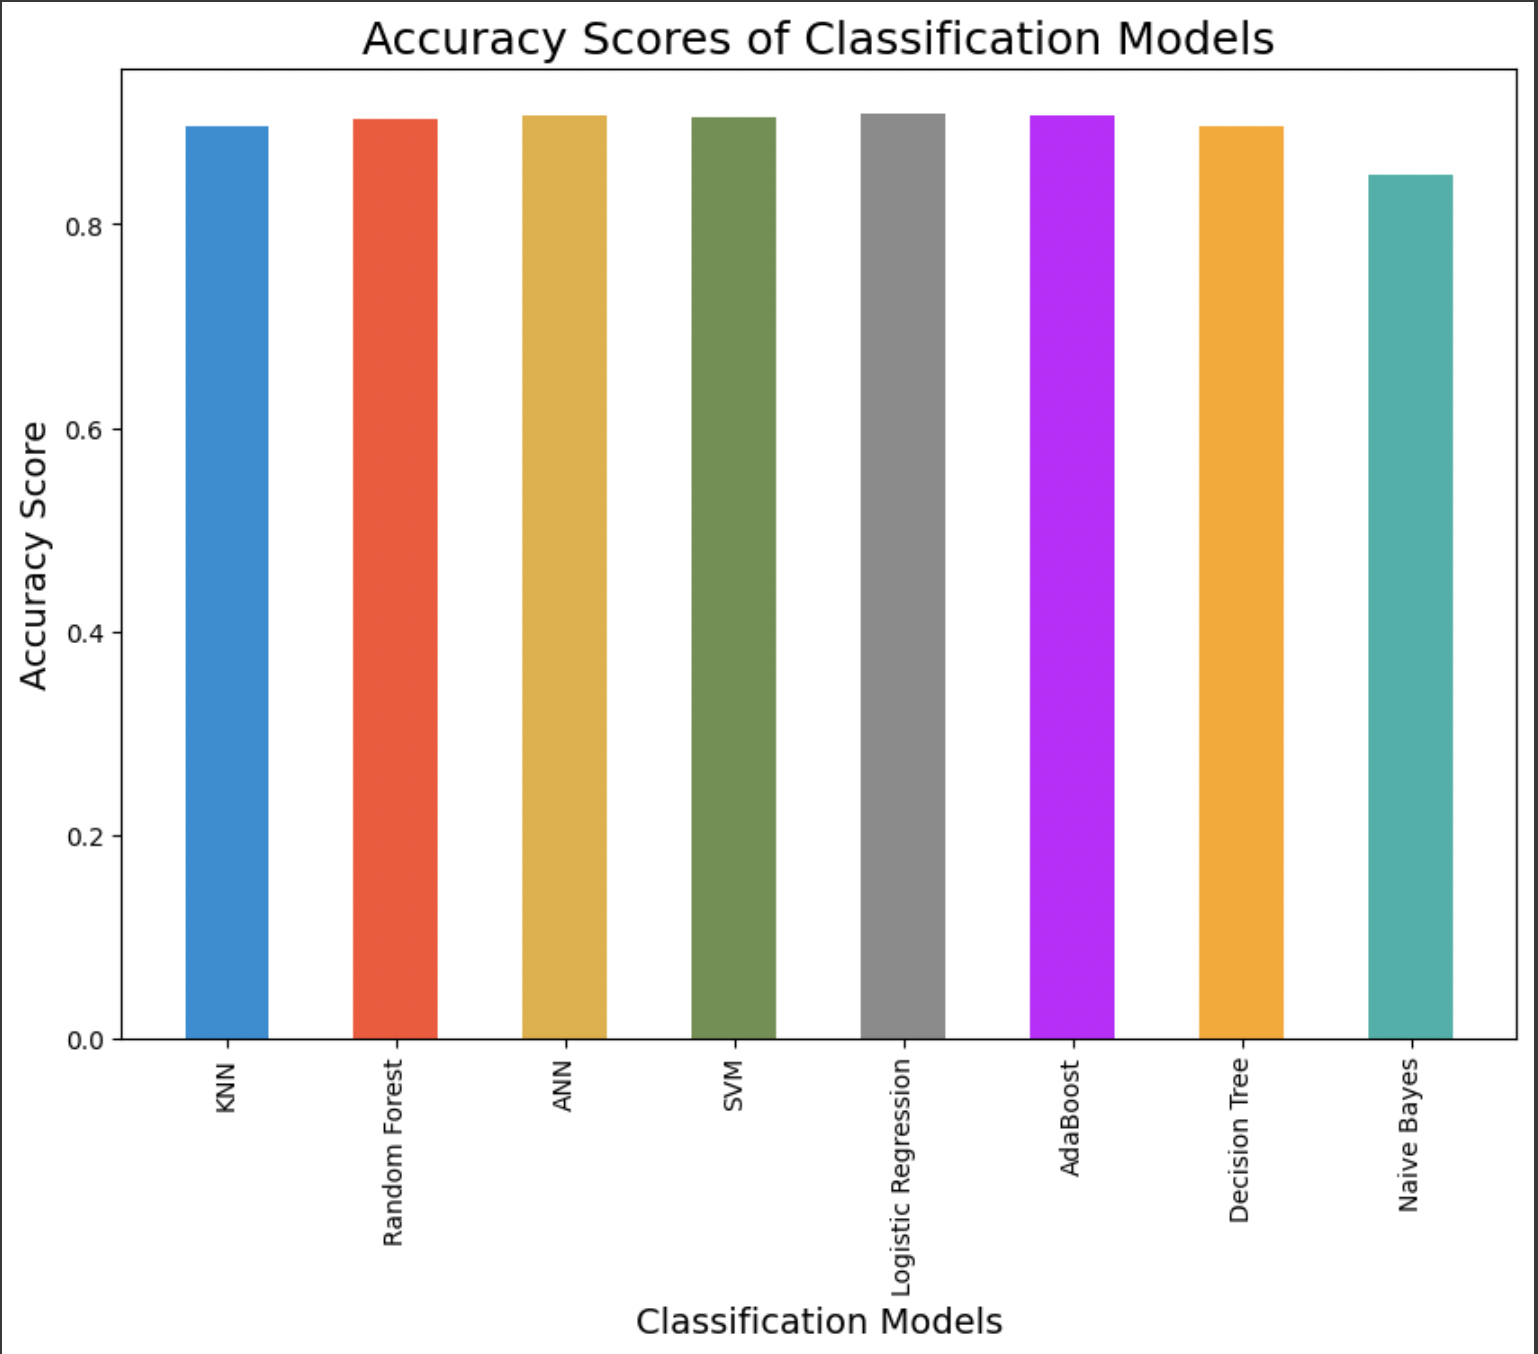 Accuracy Scores of Classification Models
Accuracy Score
0.8
0.6
0.4
0.2
0.0
KNN
Random Forest
ANN
SVM
Logistic Regression
AdaBoost
Decision Tree
Naive Bayes
Classification Models